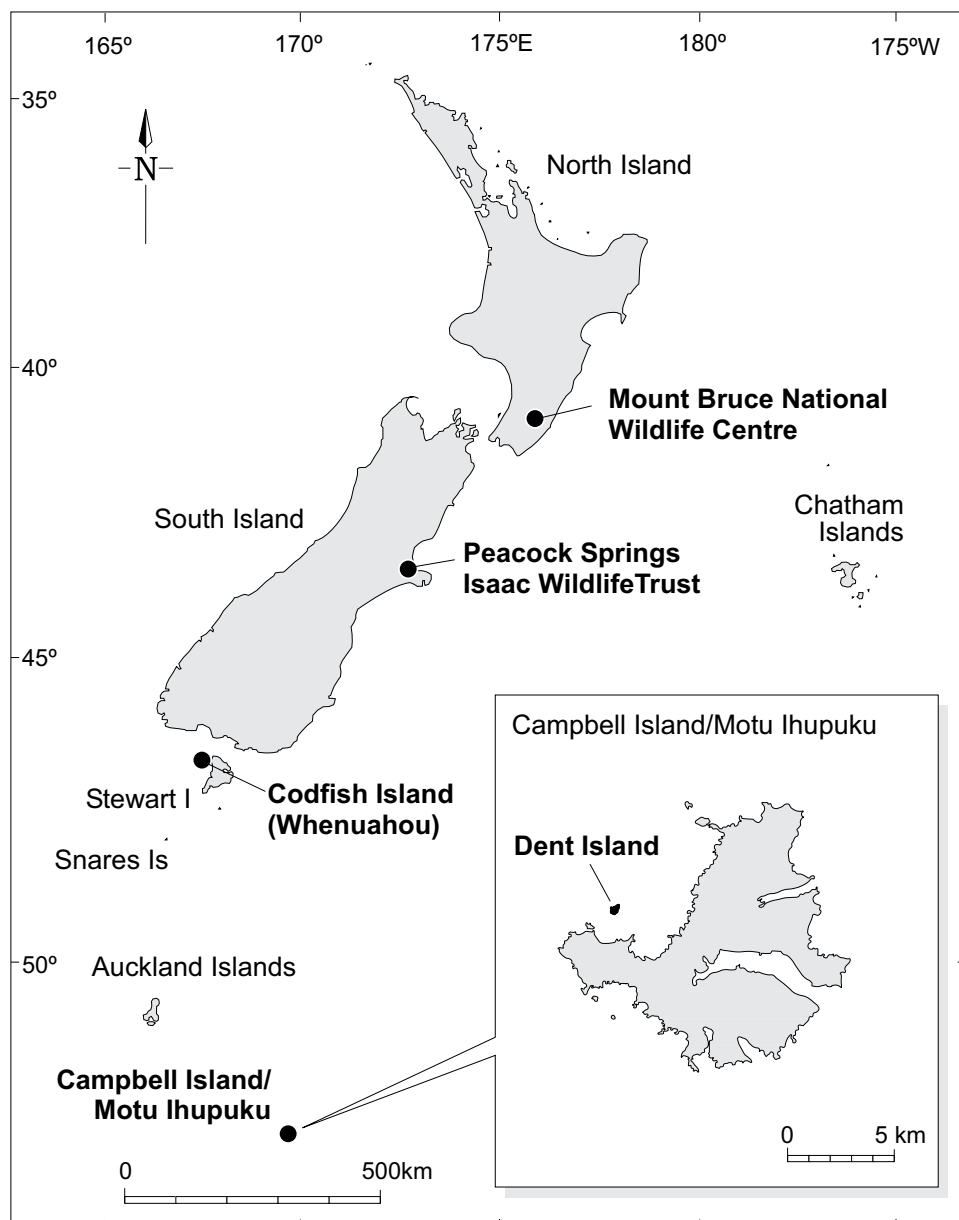 165º
170º
175ºE
180º
175ºW
35º
N
North Island
40º
Mount Bruce National
Wildlife Centre
South Island
Chatham
Islands
Peacock Springs
Isaac WildlifeTrust
45º
Campbell Island/Motu Ihupuku
Codfish Island
(Whenuahou)
Stewart I
Dent Island
Snares Is
50º
Auckland Islands
Campbell Island/
Motu Ihupuku
0
5 km
0
500km